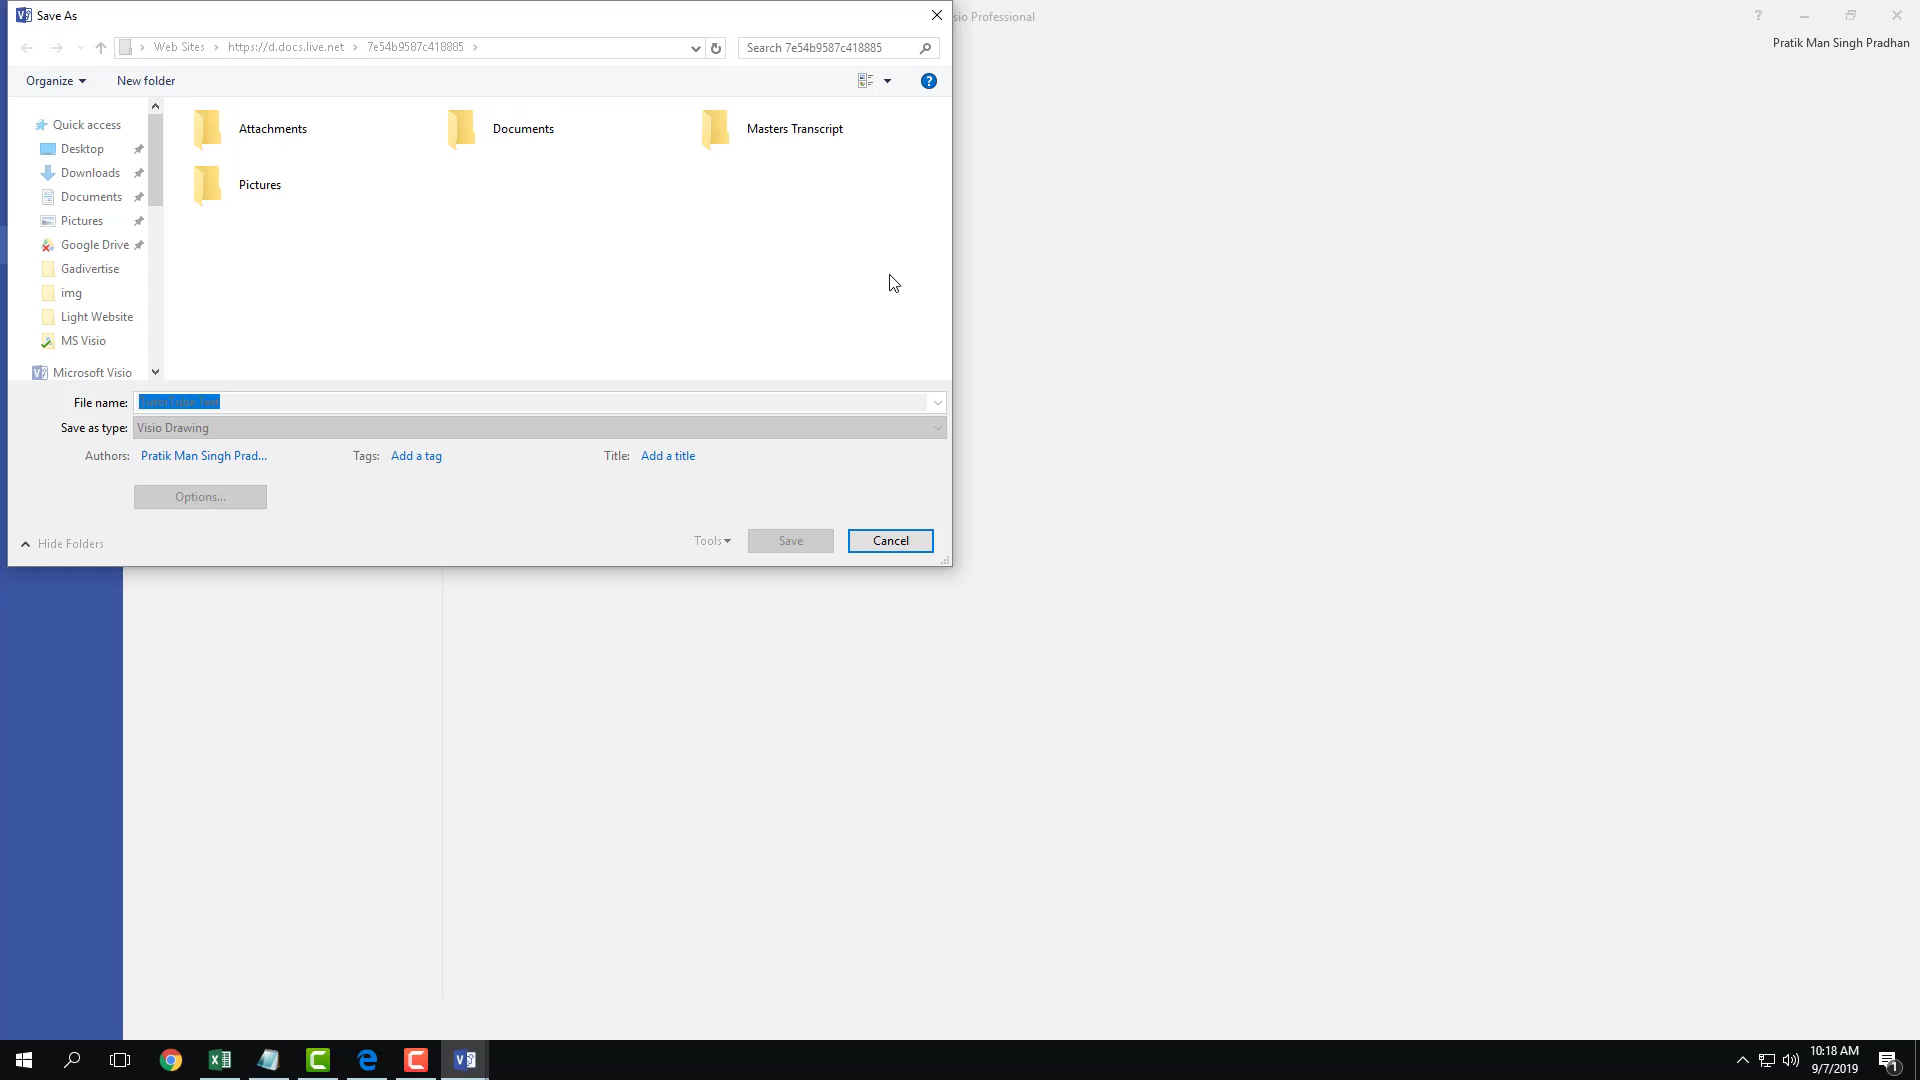 Save As
sio Professional
Pratik Man Singh Pradhan
Web Sites
https://d.docs.live.net
7e54b9587c418885
Search 7e54b9587c418885
Organize
New folder
Quick access
Desktop
Downloads
Documents
Pictures
Google Drive
Gadivertise
img
Light Website
MS Visio
Microsoft Visio
Attachments
Documents
Masters Transcript
Pictures
File name:
Test
Save as type:
Visio Drawing
Authors:
Pratik Man Singh Prad...
Tags:
Add a tag
Title:
Add a title
Options...
Hide Folders
Tools
Save
Cancel
10:18 AM
9/7/2019
1